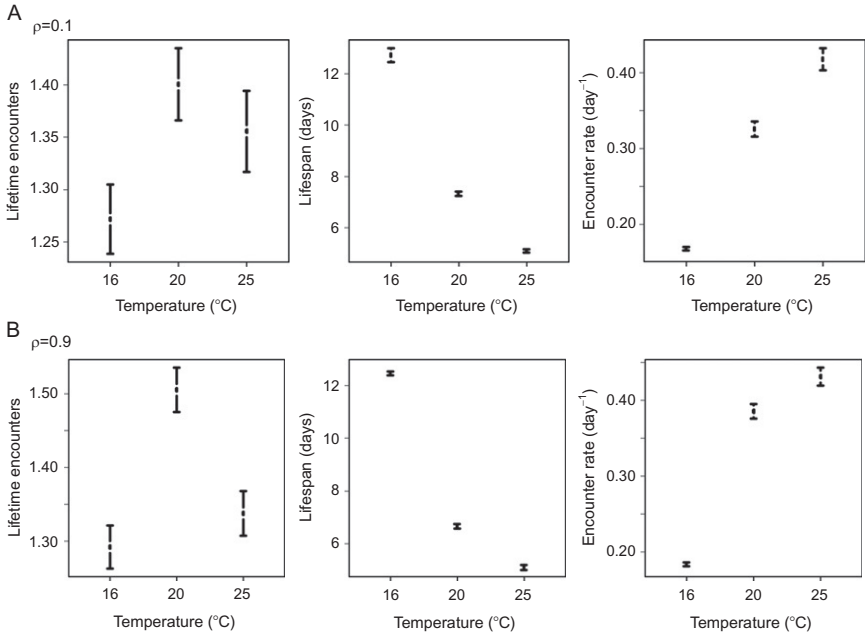 A
ρ=0.1
Lifetime encounters
1.40
1.35
1.30
1.25
16 20 25
Temperature (°C)
Lifespan (days)
12
10
8
6
16 20 25
Temperature (°C)
Encounter rate (day⁻¹)
0.40
0.30
0.20
16 20 25
Temperature (°C)
B
ρ=0.9
Lifetime encounters
1.50
1.40
1.30
16 20 25
Temperature (°C)
Lifespan (days)
12
10
8
6
16 20 25
Temperature (°C)
Encounter rate (day⁻¹)
0.40
0.30
0.20
16 20 25
Temperature (°C)